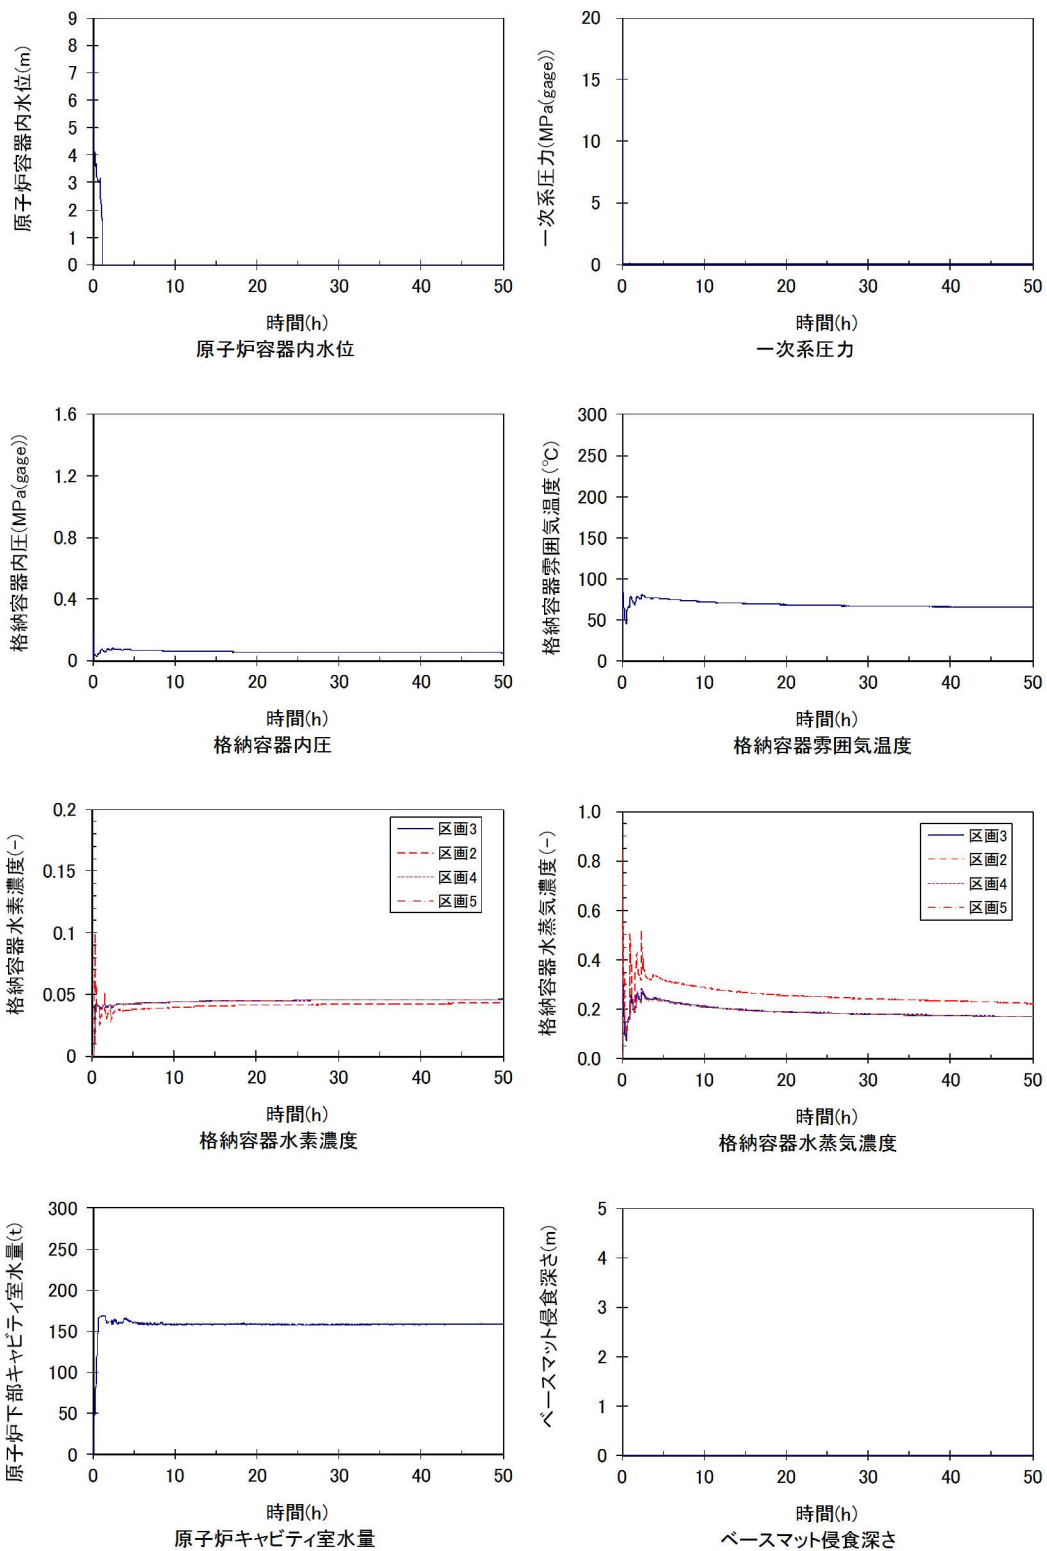 原子炉容器内水位(m)
9
8
7
6
5
4
3
2
1
0
0 10 20 30 40 50
時間(h)
原子炉容器内水位
一次系圧力(MPa(gage))
20
15
10
5
0
0 10 20 30 40 50
時間(h)
一次系圧力
格納容器内圧(MPa(gage))
1.6
1.2
0.8
0.4
0
0 10 20 30 40 50
時間(h)
格納容器内圧
格納容器雰囲気温度(℃)
300
250
200
150
100
50
0
0 10 20 30 40 50
時間(h)
格納容器雰囲気温度
格納容器水素濃度(-)
0.2
0.15
0.1
0.05
0
区画3
区画2
区画4
区画5
0 10 20 30 40 50
時間(h)
格納容器水素濃度
格納容器水蒸気濃度(-)
1.0
0.8
0.6
0.4
0.2
0.0
区画3
区画2
区画4
区画5
0 10 20 30 40 50
時間(h)
格納容器水蒸気濃度
原子炉下部キャビティ室水量(t)
300
250
200
150
100
50
0
0 10 20 30 40 50
時間(h)
原子炉キャビティ室水量
ベースマット侵食深さ(m)
5
4
3
2
1
0
0 10 20 30 40 50
時間(h)
ベースマット侵食深さ